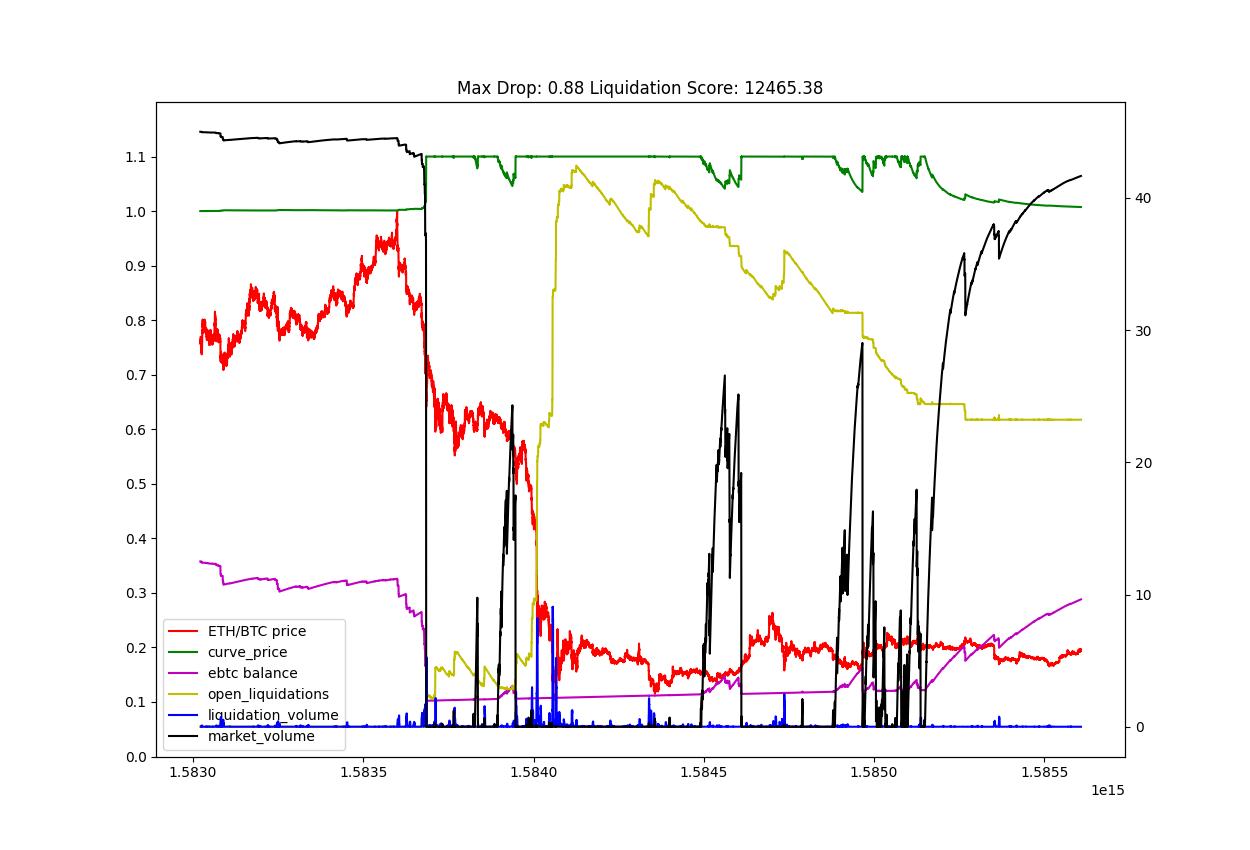 Max Drop: 0.88 Liquidation Score: 12465.38
1.1
1.0
0.9
0.8
0.7
0.6
0.5
0.4
0.3
0.2
0.1
0.0
40
30
20
10
0
ETH/BTC price
curve_price
ebtc balance
open_liquidations
liquidation_volume
market_volume
1.5830 1.5835 1.5840 1.5845 1.5850 1.5855
1e15